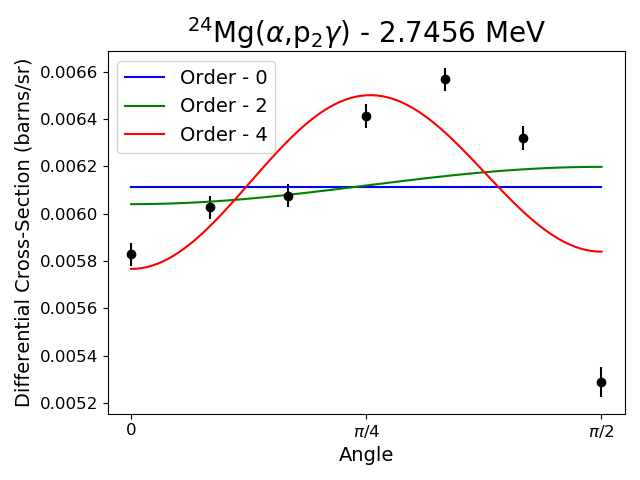 ²⁴Mg(α,p₂γ) - 2.7456 MeV
Order - 0
Order - 2
Order - 4
Differential Cross-Section (barns/sr)
0.0066
0.0064
0.0062
0.0060
0.0058
0.0056
0.0054
0.0052
0 π/4 π/2
Angle